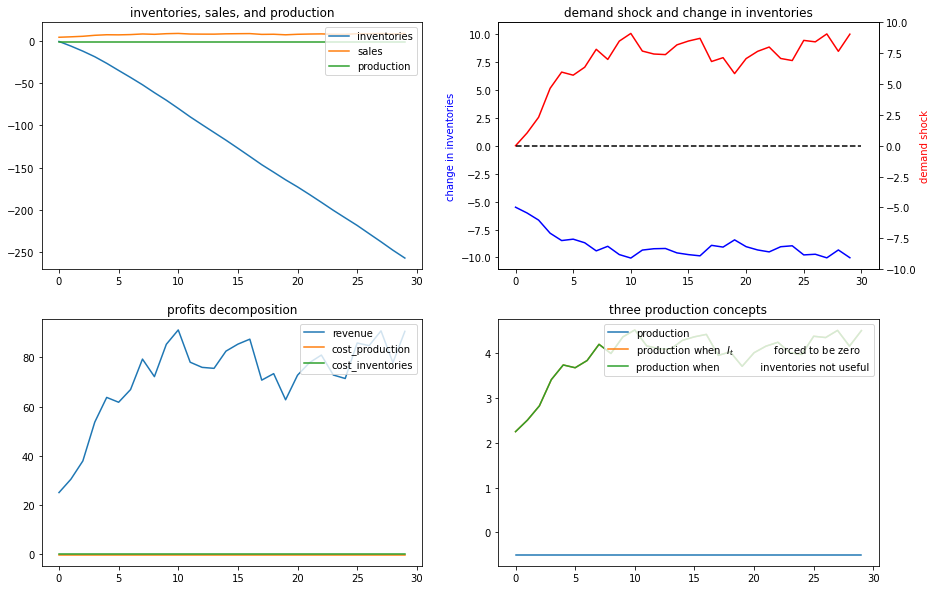 inventories, sales, and production
inventories
sales
production
0
−50
−100
−150
−200
−250
0 5 10 15 20 25 30
demand shock and change in inventories
change in inventories
10.0
7.5
5.0
2.5
0.0
−2.5
−5.0
−7.5
−10.0
10.0
7.5
5.0
2.5
0.0
−2.5
−5.0
−7.5
−10.0
demand shock
0 5 10 15 20 25 30
profits decomposition
revenue
cost_production
cost_inventories
80
60
40
20
0
0 5 10 15 20 25 30
three production concepts
production
production when $I_t$ forced to be zero
production when inventories not useful
4
3
2
1
0
0 5 10 15 20 25 30